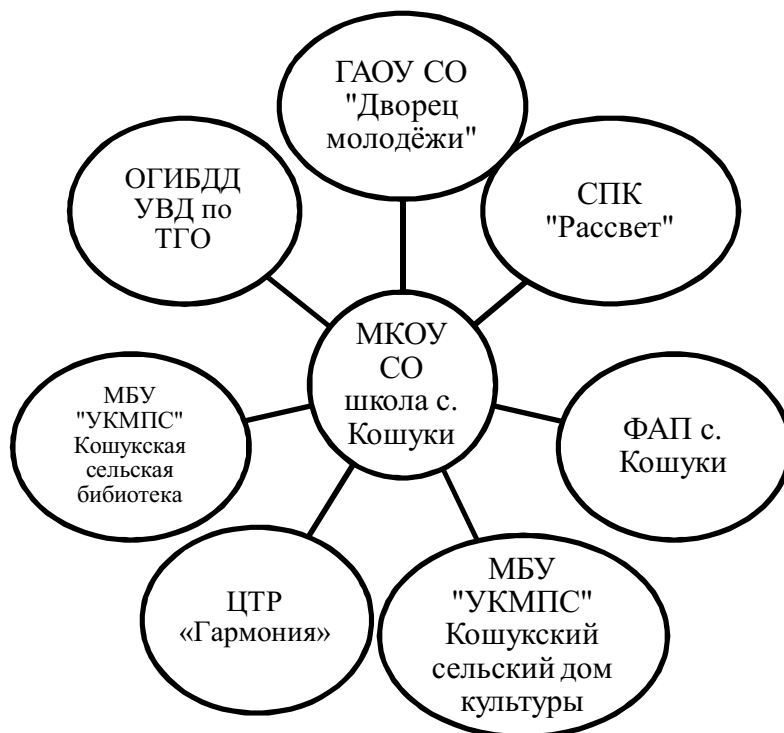 ГАОУ СО
"Дворец
молодёжи"
СПК
"Рассвет"
ОГИБДД
УВД по
ТГО
МКОУ
СО
школа с.
Кошуки
ФАП с.
Кошуки
МБУ
"УКМПС"
Кошукская
сельская
бибиотека
ЦТР
«Гармония»
МБУ
"УКМПС"
Кошукский
сельский дом
культуры